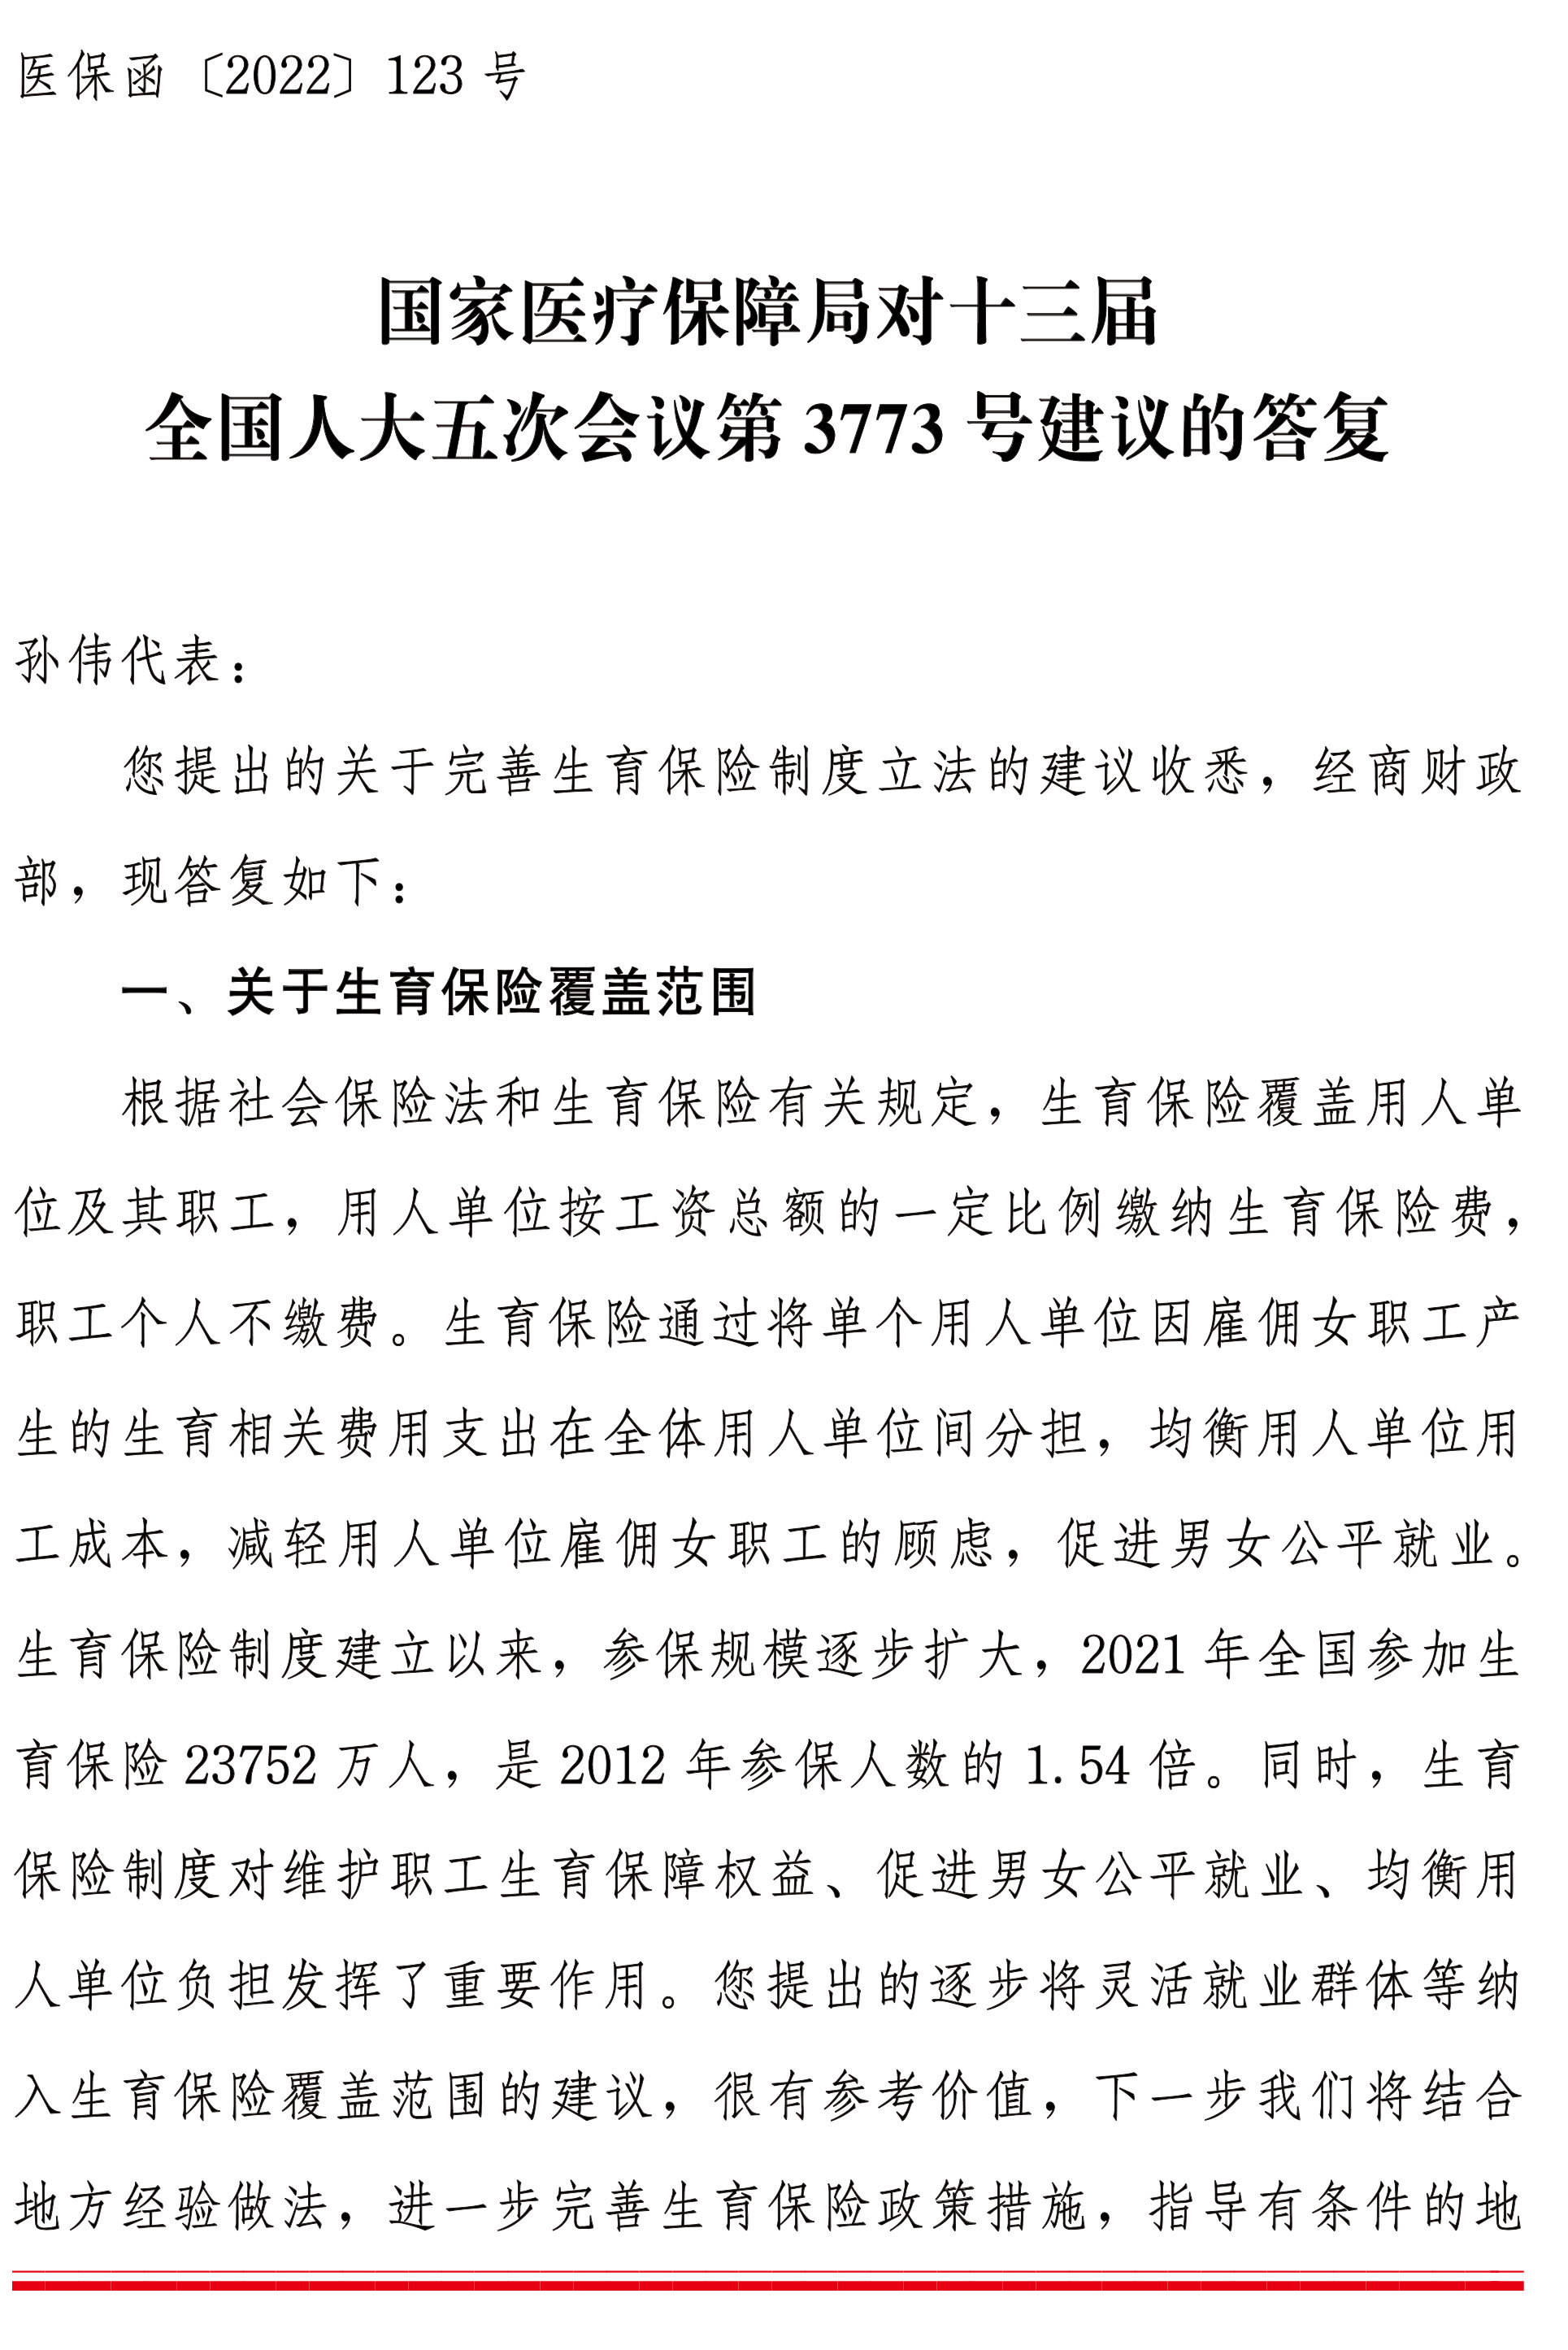 医保函〔2022〕123 号
国家医疗保障局对十三届
全国人大五次会议第 3773 号建议的答复
孙伟代表：
您提出的关于完善生育保险制度立法的建议收悉，经商财政
部，现答复如下：
一、关于生育保险覆盖范围
根据社会保险法和生育保险有关规定，生育保险覆盖用人单
位及其职工，用人单位按工资总额的一定比例缴纳生育保险费，
职工个人不缴费。生育保险通过将单个用人单位因雇佣女职工产
生的生育相关费用支出在全体用人单位间分担，均衡用人单位用
工成本，减轻用人单位雇佣女职工的顾虑，促进男女公平就业。
生育保险制度建立以来，参保规模逐步扩大，2021 年全国参加生
育保险 23752 万人，是 2012 年参保人数的 1.54 倍。同时，生育
保险制度对维护职工生育保障权益、促进男女公平就业、均衡用
人单位负担发挥了重要作用。您提出的逐步将灵活就业群体等纳
入生育保险覆盖范围的建议，很有参考价值，下一步我们将结合
地方经验做法，进一步完善生育保险政策措施，指导有条件的地